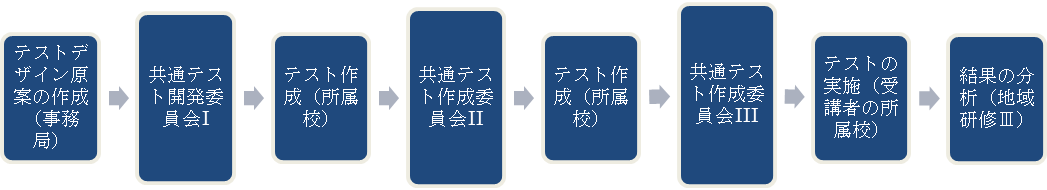 テストデ
ザイン原
案の作成
（事務
局）
共通テス
ト開発委
員会Ⅰ
テスト作
成（所属
校）
共通テス
ト作成委
員会Ⅱ
テスト作
成（所属
校）
共通テス
ト作成委
員会Ⅲ
テストの
実施（受
講者の所
属校）
結果の分
析（地域
研修Ⅲ）